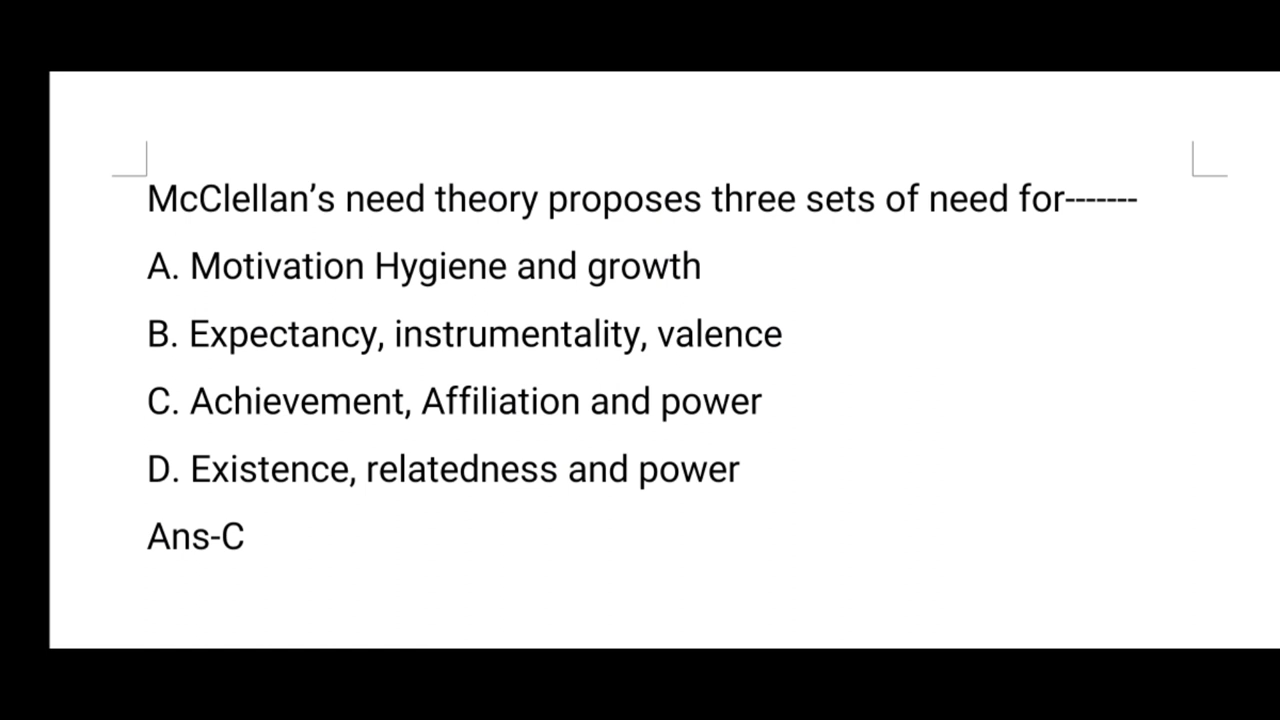 McClellan’s need theory proposes three sets of need for-------
A. Motivation Hygiene and growth
B. Expectancy, instrumentality, valence
C. Achievement, Affiliation and power
D. Existence, relatedness and power
Ans-C